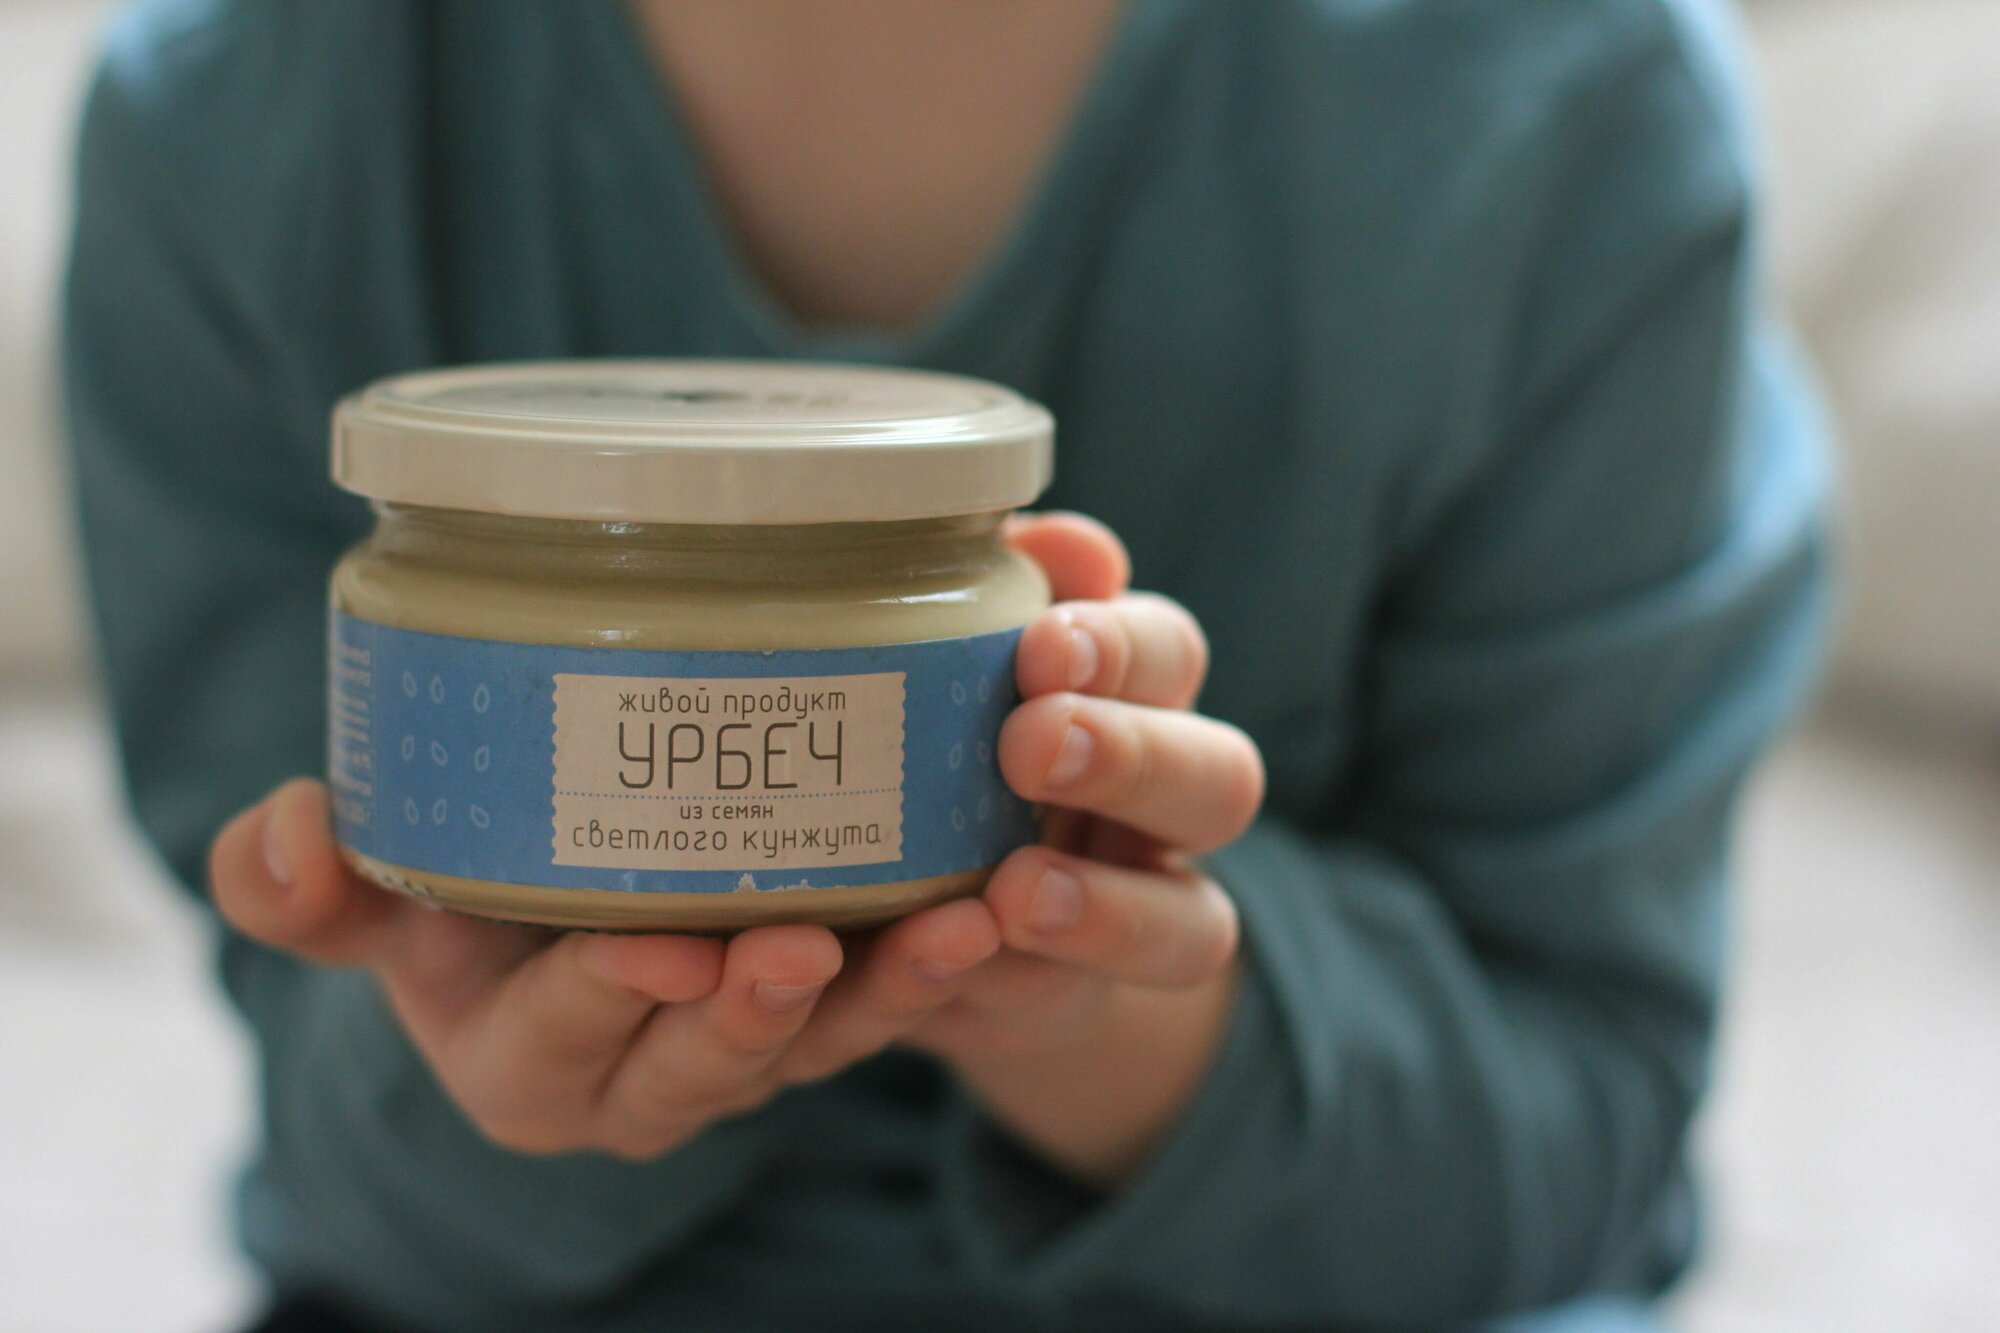 живой продукт
УРБЕЧ
из семян
светлого кунжута